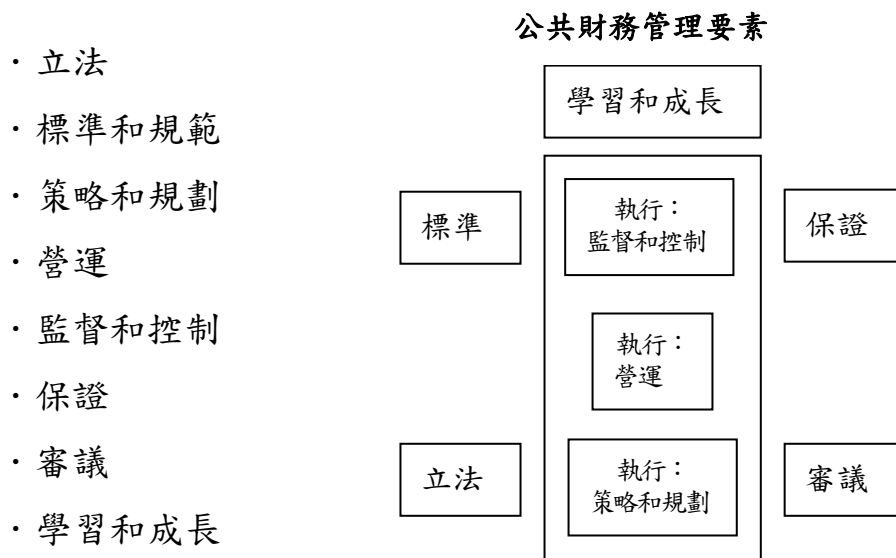 · 立法
· 標準和規範
· 策略和規劃
· 營運
· 監督和控制
· 保證
· 審議
· 學習和成長
公共財務管理要素
學習和成長
標準
執行：
監督和控制
保證
執行：
營運
立法
執行：
策略和規劃
審議